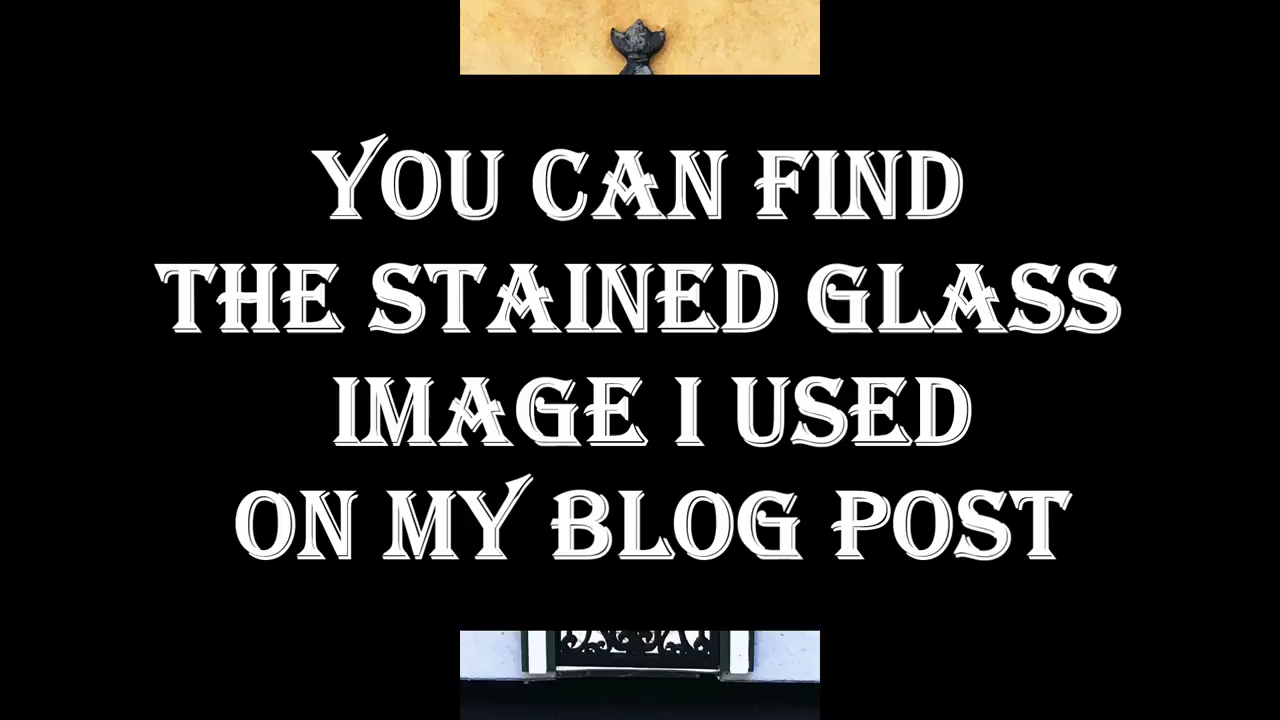 YOU CAN FIND
THE STAINED GLASS
IMAGE I USED
ON MY BLOG POST